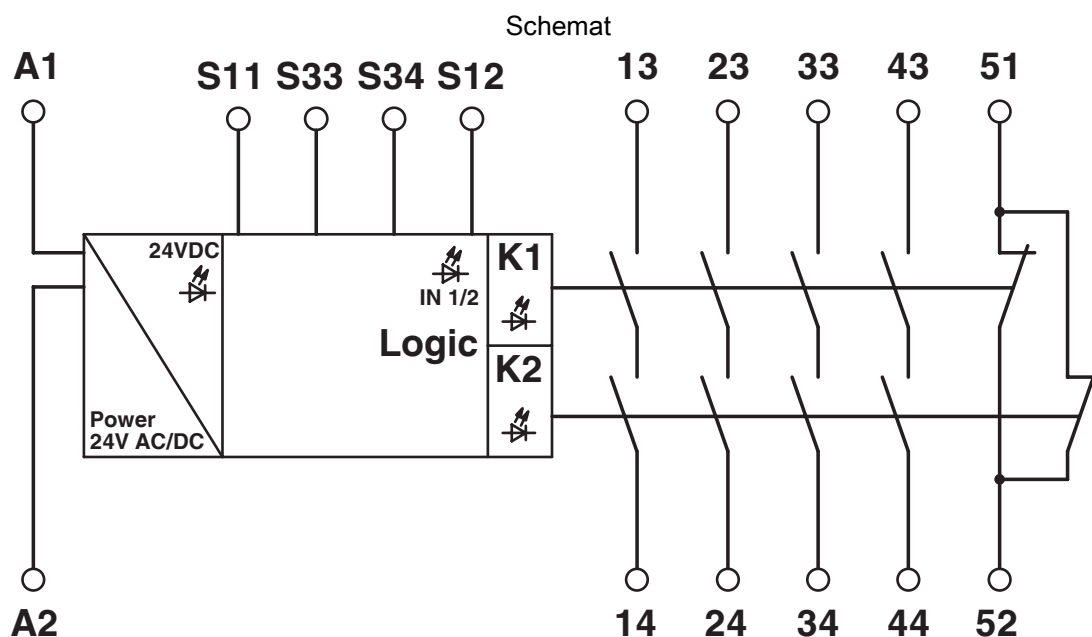 Schemat
A1
S11 S33 S34 S12
13 23 33 43 51
24VDC
IN 1/2
K1
Logic
K2
Power
24V AC/DC
A2
14 24 34 44 52